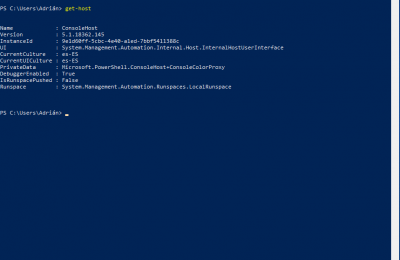 PS C:\Users\Adrián> get-host
Name : ConsoleHost
Version : 5.1.18362.145
InstanceId : 9e1d60ff-5cbc-4e40-a1ed-7bbf5411388c
UI : System.Management.Automation.Internal.Host.InternalHostUserInterface
CurrentCulture : es-ES
CurrentUICulture : es-ES
PrivateData : Microsoft.PowerShell.ConsoleHost+ConsoleColorProxy
DebuggerEnabled : True
IsRunspacePushed : False
Runspace : System.Management.Automation.Runspaces.LocalRunspace
PS C:\Users\Adrián> _